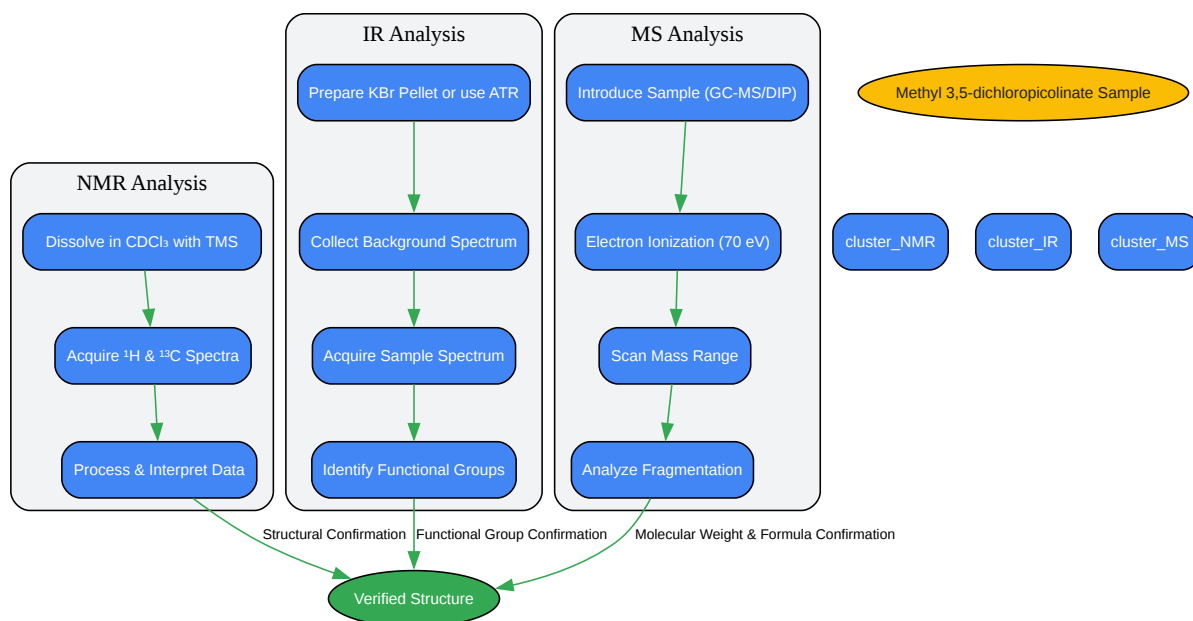 IR Analysis
MS Analysis
Prepare KBr Pellet or use ATR
Introduce Sample (GC-MS/DIP)
Methyl 3,5-dichloropicolinate Sample
NMR Analysis
Dissolve in CDCl₃ with TMS
Collect Background Spectrum
Electron Ionization (70 eV)
cluster_NMR
cluster_IR
cluster_MS
Acquire ¹H & ¹³C Spectra
Acquire Sample Spectrum
Scan Mass Range
Process & Interpret Data
Identify Functional Groups
Analyze Fragmentation
Structural Confirmation
Functional Group Confirmation
Molecular Weight & Formula Confirmation
Verified Structure